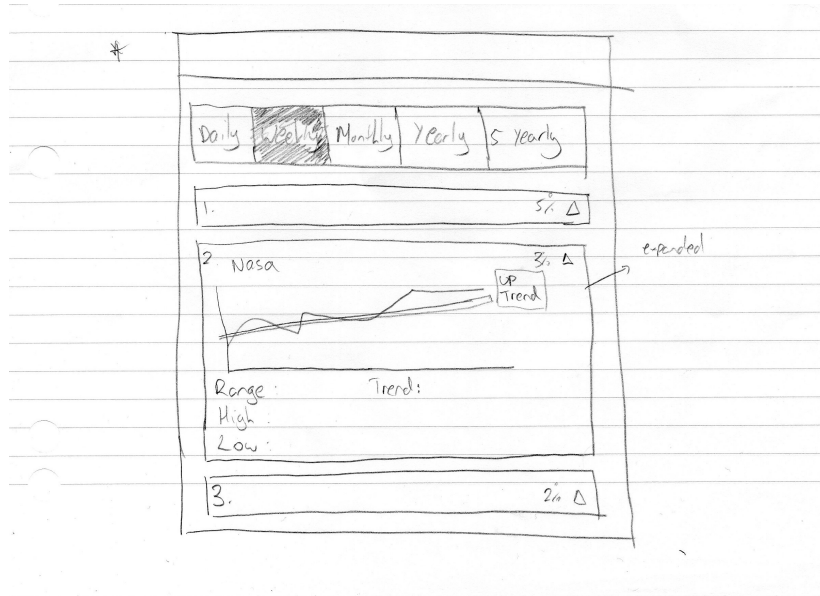 *
Daily Weekly Monthly Yearly 5 Yearly
1. 5% △
2. Nasa 3% △
expanded
UP
Trend
Range: Trend:
High:
Low:
3. 2% △